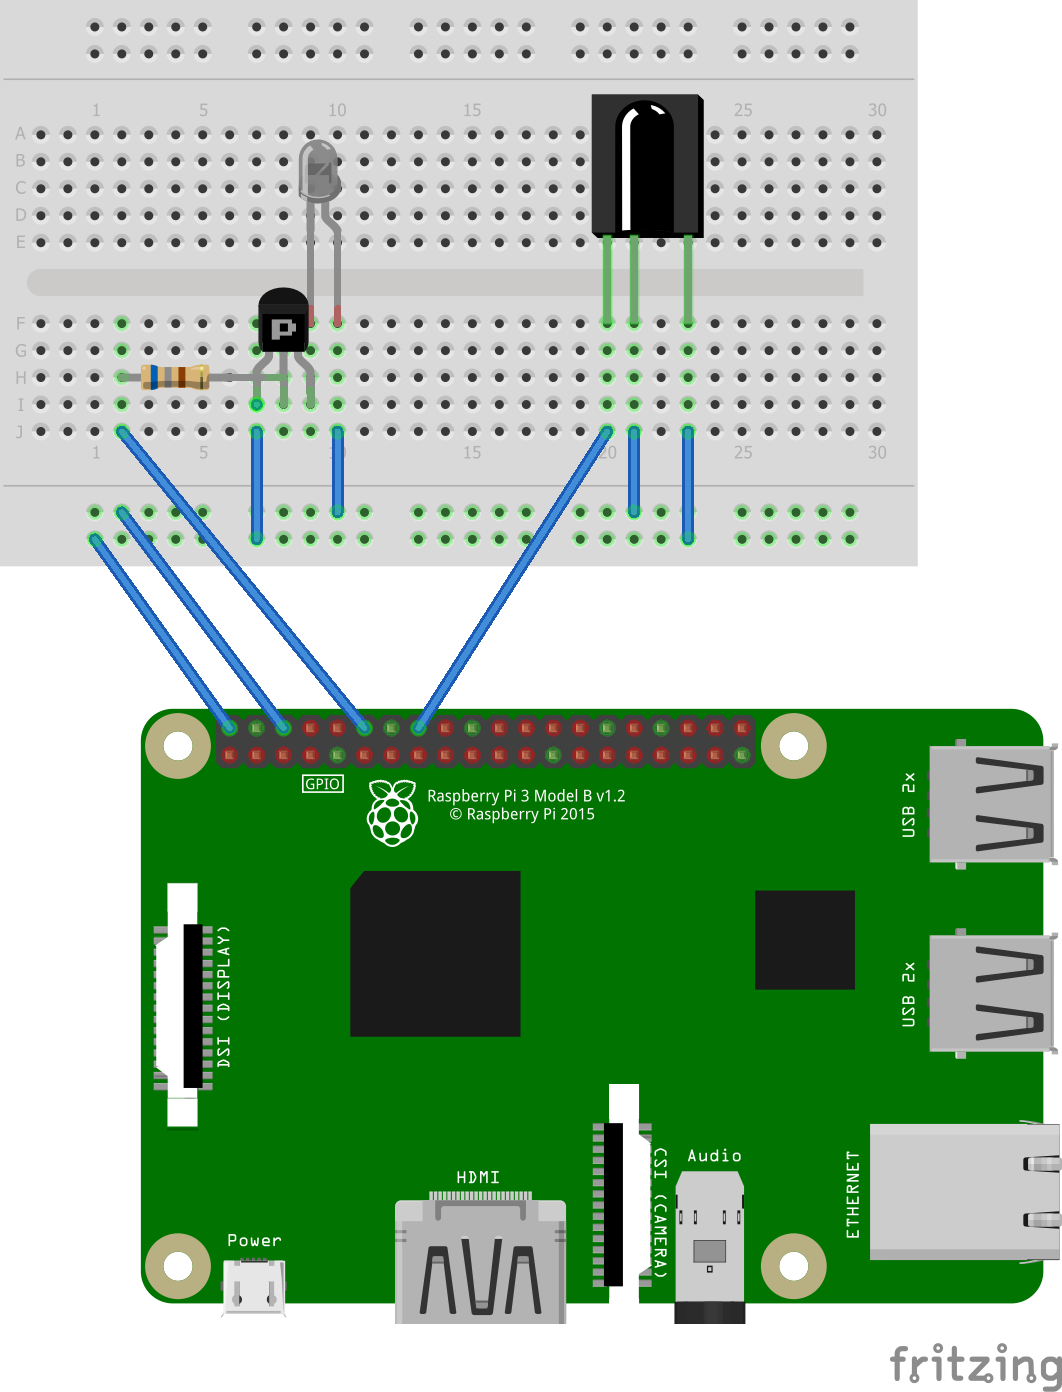 1 5 10 15 25 30
A
B
C
D
E
P
F
G
H
I
J
1 5 15 20 25 30
GPIO
Raspberry Pi 3 Model B v1.2
© Raspberry Pi 2015
USB 2x
DSI (DISPLAY)
USB 2x
HDMI
CSI (CAMERA)
Audio
ETHERNET
Power
fritzing